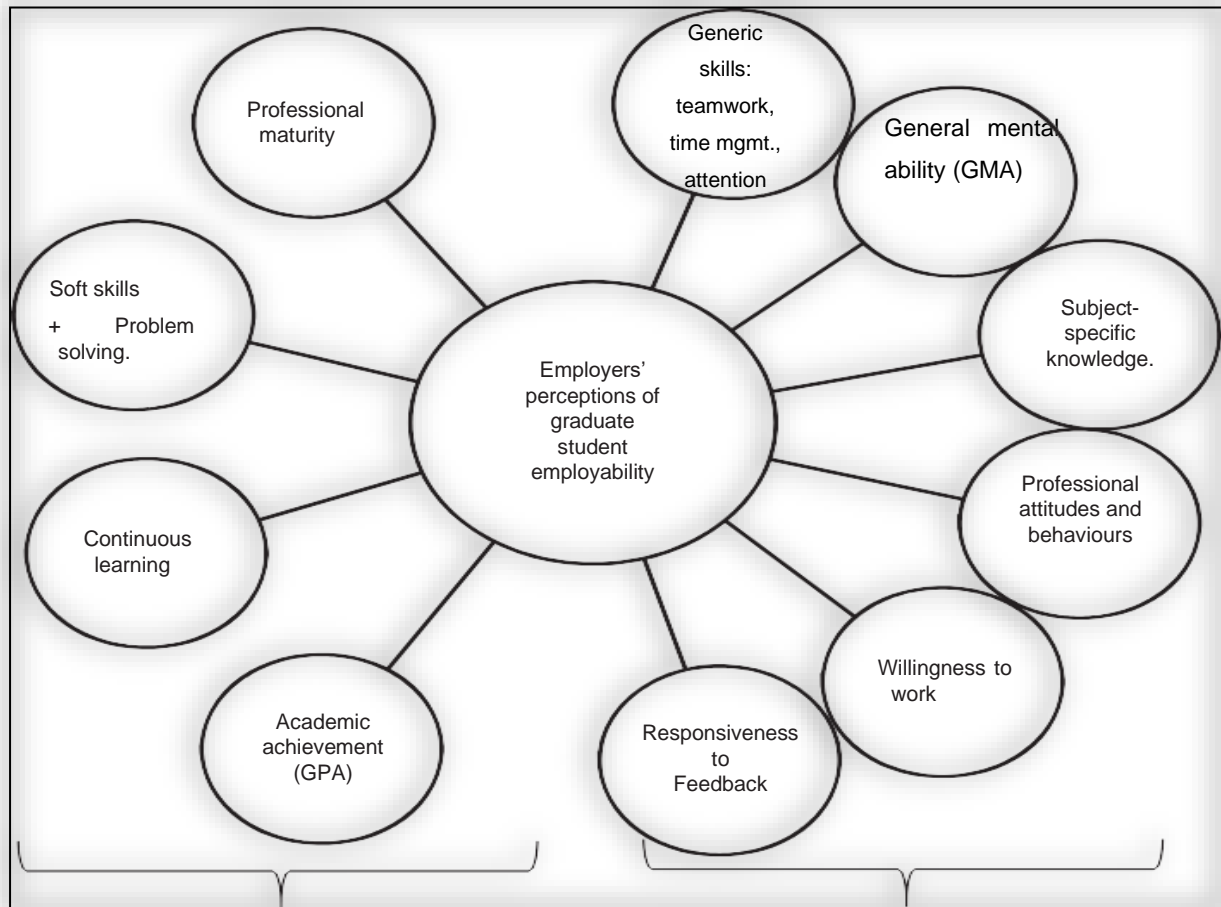 Generic
skills:
teamwork,
time mgmt.,
attention
Professional
maturity
General mental
ability (GMA)
Soft skills
+ Problem
solving.
Subject-
specific
knowledge.
Employers’
perceptions of
graduate
student
employability
Professional
attitudes and
behaviours
Continuous
learning
Willingness to
work
Academic
achievement
(GPA)
Responsiveness
to
Feedback